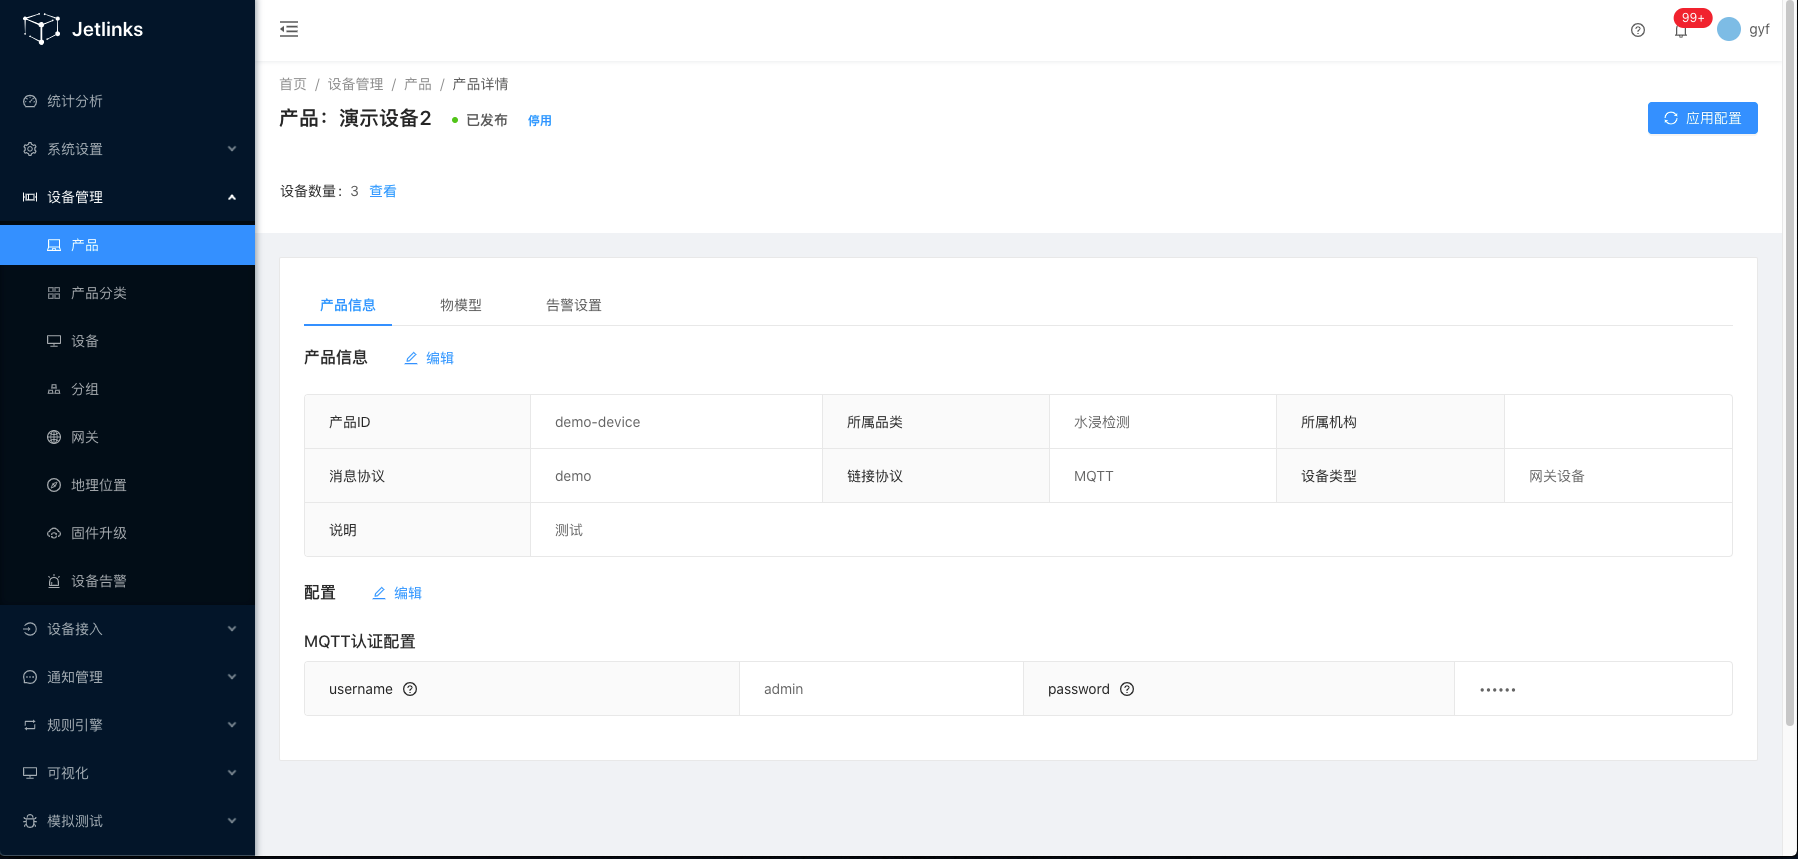 Jetlinks
统计分析
系统设置
设备管理
产品
产品分类
设备
分组
网关
地理位置
固件升级
设备告警
设备接入
通知管理
规则引擎
可视化
模拟测试
99+
gyf
首页 / 设备管理 / 产品 / 产品详情
产品：演示设备2 已发布 停用
应用配置
设备数量：3 查看
产品信息 物模型 告警设置
产品信息 编辑
产品ID demo-device 所属品类 水浸检测 所属机构
消息协议 demo 链接协议 MQTT 设备类型 网关设备
说明 测试
配置 编辑
MQTT认证配置
username admin password ••••••